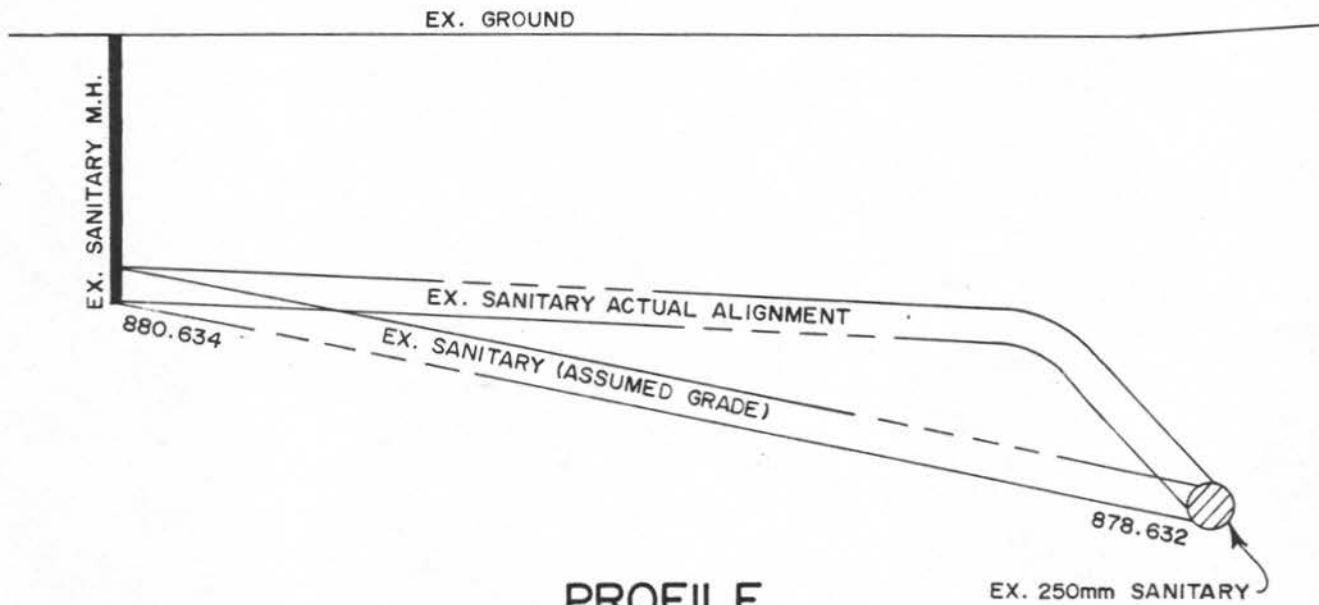 EX. GROUND
EX. SANITARY M.H.
EX. SANITARY ACTUAL ALIGNMENT
880.634
EX. SANITARY (ASSUMED GRADE)
878.632
EX. 250mm SANITARY
PROFILE